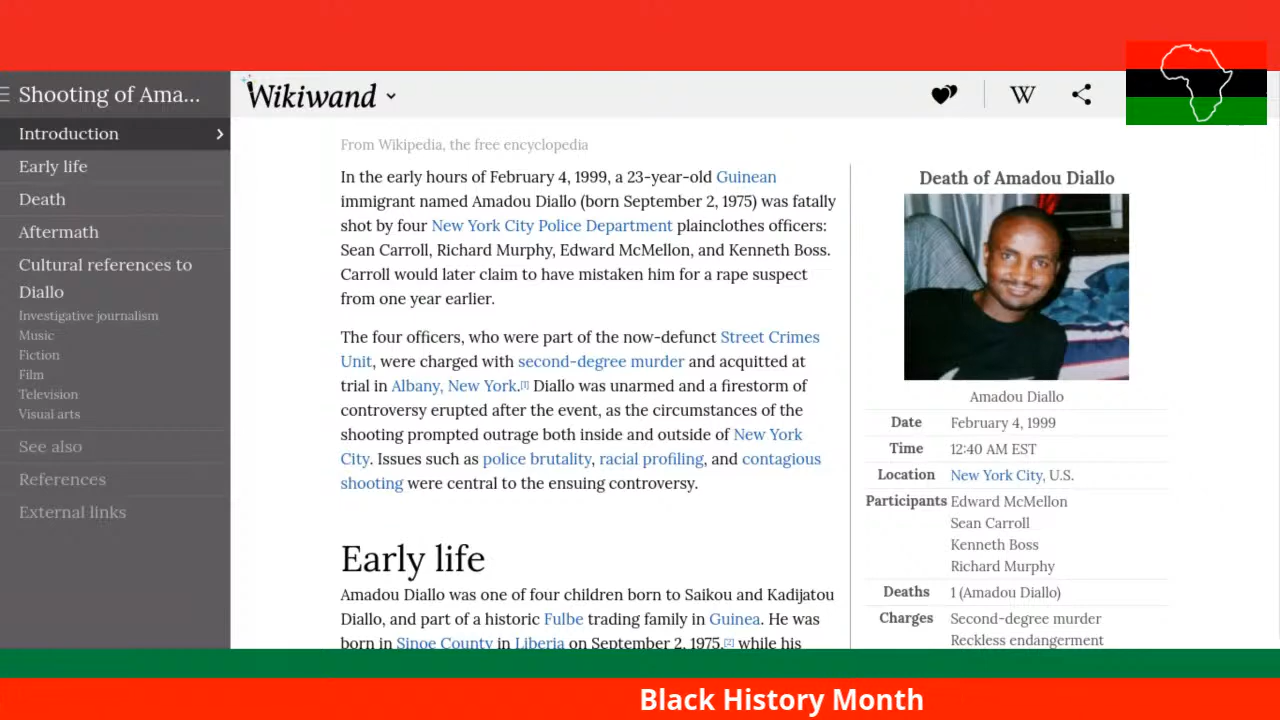 Shooting of Ama...
Introduction
Early life
Death
Aftermath
Cultural references to
Diallo
Investigative journalism
Music
Fiction
Film
Television
Visual arts
See also
References
External links
Wikiwand
W
From Wikipedia, the free encyclopedia
In the early hours of February 4, 1999, a 23-year-old Guinean
immigrant named Amadou Diallo (born September 2, 1975) was fatally
shot by four New York City Police Department plainclothes officers:
Sean Carroll, Richard Murphy, Edward McMellon, and Kenneth Boss.
Carroll would later claim to have mistaken him for a rape suspect
from one year earlier.
The four officers, who were part of the now-defunct Street Crimes
Unit, were charged with second-degree murder and acquitted at
trial in Albany, New York.[1] Diallo was unarmed and a firestorm of
controversy erupted after the event, as the circumstances of the
shooting prompted outrage both inside and outside of New York
City. Issues such as police brutality, racial profiling, and contagious
shooting were central to the ensuing controversy.
Early life
Amadou Diallo was one of four children born to Saikou and Kadijatou
Diallo, and part of a historic Fulbe trading family in Guinea. He was
born in Sinoe County in Liberia on September 2, 1975,[2] while his
Death of Amadou Diallo
Amadou Diallo
Date February 4, 1999
Time 12:40 AM EST
Location New York City, U.S.
Participants Edward McMellon
Sean Carroll
Kenneth Boss
Richard Murphy
Deaths 1 (Amadou Diallo)
Charges Second-degree murder
Reckless endangerment
Black History Month